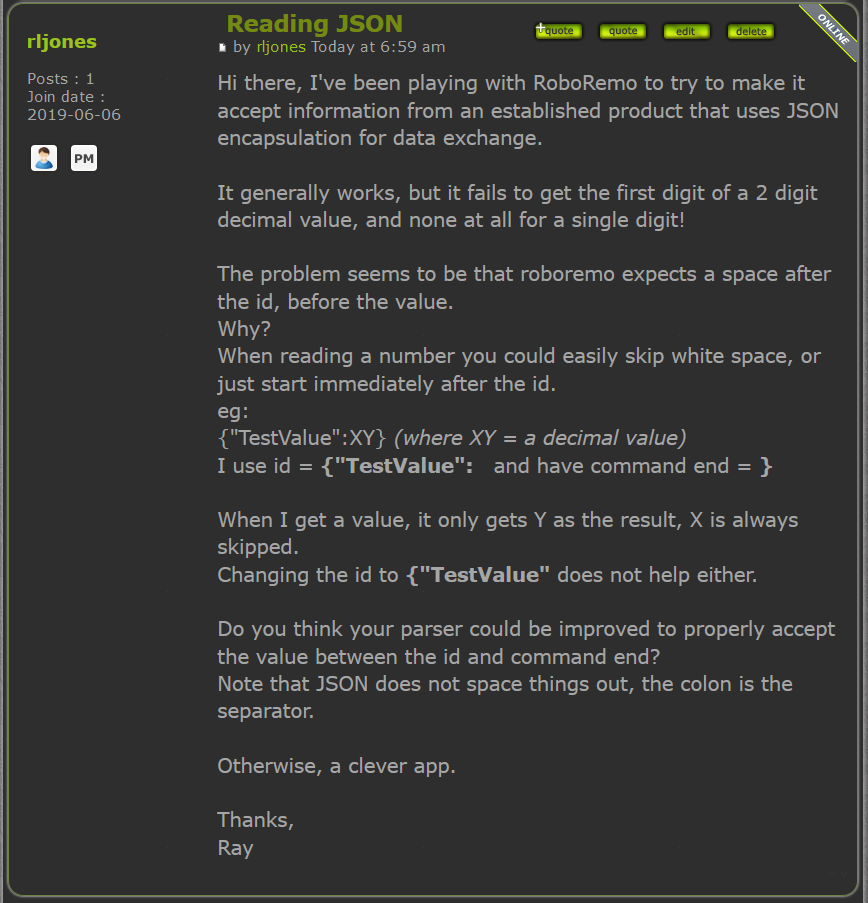 Reading JSON
rljones
quote
quote
edit
delete
ONLINE
by rljones Today at 6:59 am
Posts : 1
Join date :
2019-06-06
PM
Hi there, I've been playing with RoboRemo to try to make it
accept information from an established product that uses JSON
encapsulation for data exchange.
It generally works, but it fails to get the first digit of a 2 digit
decimal value, and none at all for a single digit!
The problem seems to be that roboremo expects a space after
the id, before the value.
Why?
When reading a number you could easily skip white space, or
just start immediately after the id.
eg:
{"TestValue":XY} (where XY = a decimal value)
I use id = {"TestValue": and have command end = }
When I get a value, it only gets Y as the result, X is always
skipped.
Changing the id to {"TestValue" does not help either.
Do you think your parser could be improved to properly accept
the value between the id and command end?
Note that JSON does not space things out, the colon is the
separator.
Otherwise, a clever app.
Thanks,
Ray